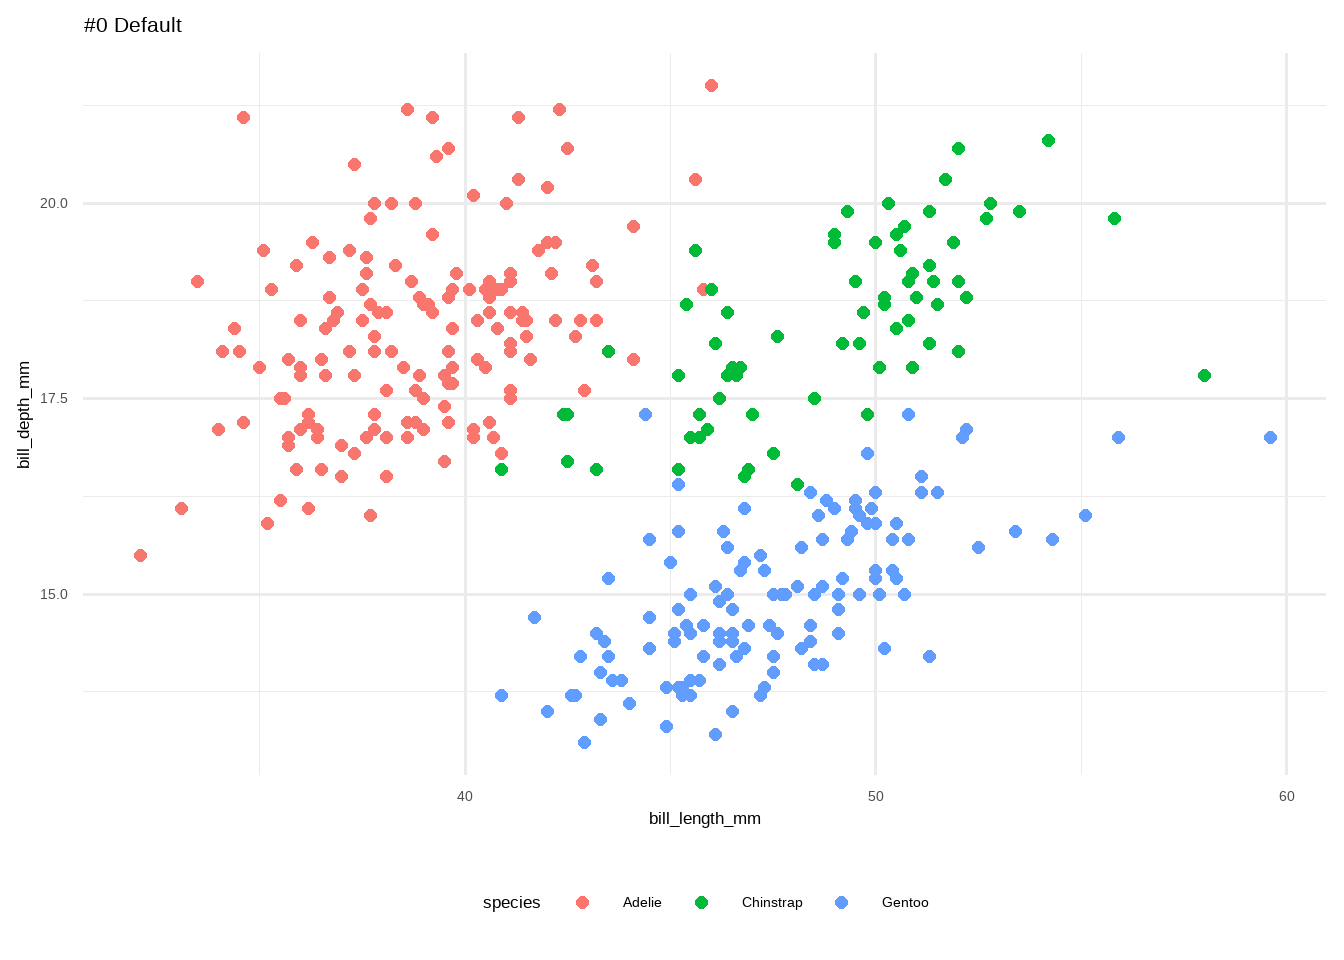 #0 Default
bill_depth_mm
20.0
17.5
15.0
40 50 60
bill_length_mm
species Adelie Chinstrap Gentoo